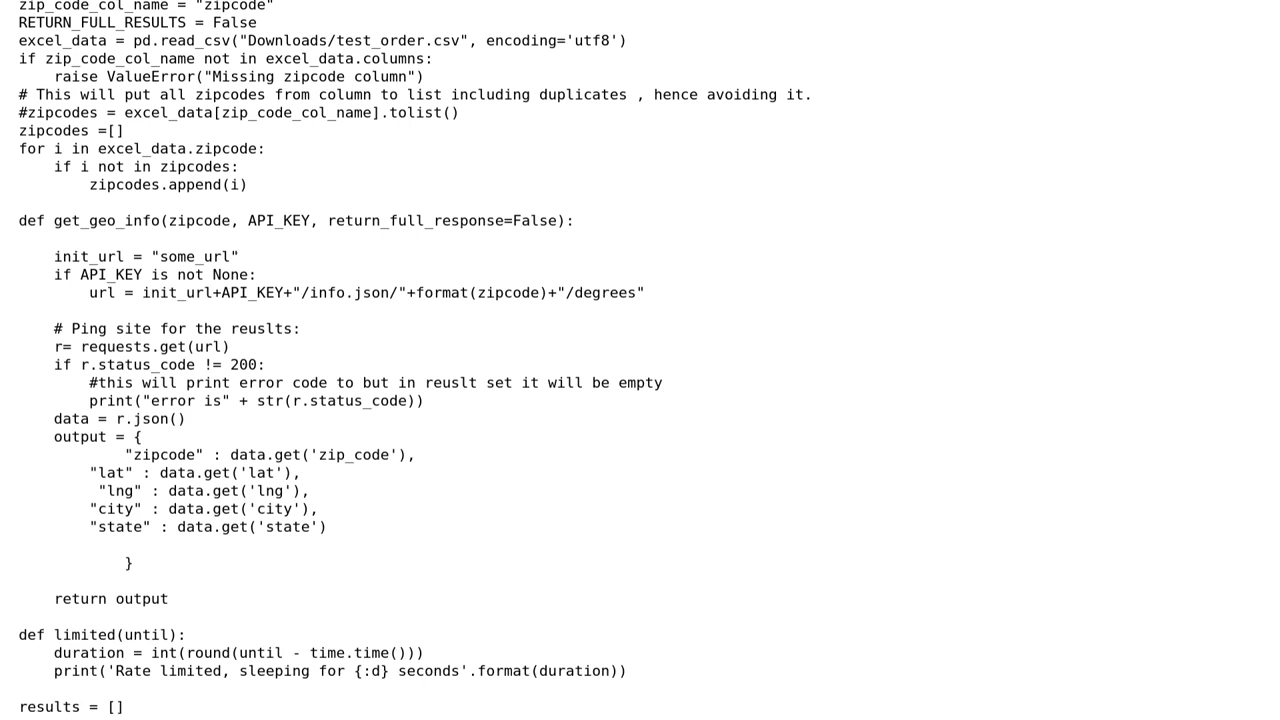 zip_code_col_name = "zipcode"
RETURN_FULL_RESULTS = False
excel_data = pd.read_csv("Downloads/test_order.csv", encoding='utf8')
if zip_code_col_name not in excel_data.columns:
    raise ValueError("Missing zipcode column")
# This will put all zipcodes from column to list including duplicates , hence avoiding it.
#zipcodes = excel_data[zip_code_col_name].tolist()
zipcodes =[]
for i in excel_data.zipcode:
    if i not in zipcodes:
        zipcodes.append(i)

def get_geo_info(zipcode, API_KEY, return_full_response=False):

    init_url = "some_url"
    if API_KEY is not None:
        url = init_url+API_KEY+"/info.json/"+format(zipcode)+"/degrees"

    # Ping site for the reuslts:
    r= requests.get(url)
    if r.status_code != 200:
        #this will print error code to but in reuslt set it will be empty
        print("error is" + str(r.status_code))
    data = r.json()
    output = {
            "zipcode" : data.get('zip_code'),
        "lat" : data.get('lat'),
         "lng" : data.get('lng'),
        "city" : data.get('city'),
        "state" : data.get('state')

            }

    return output

def limited(until):
    duration = int(round(until - time.time()))
    print('Rate limited, sleeping for {:d} seconds'.format(duration))

results = []